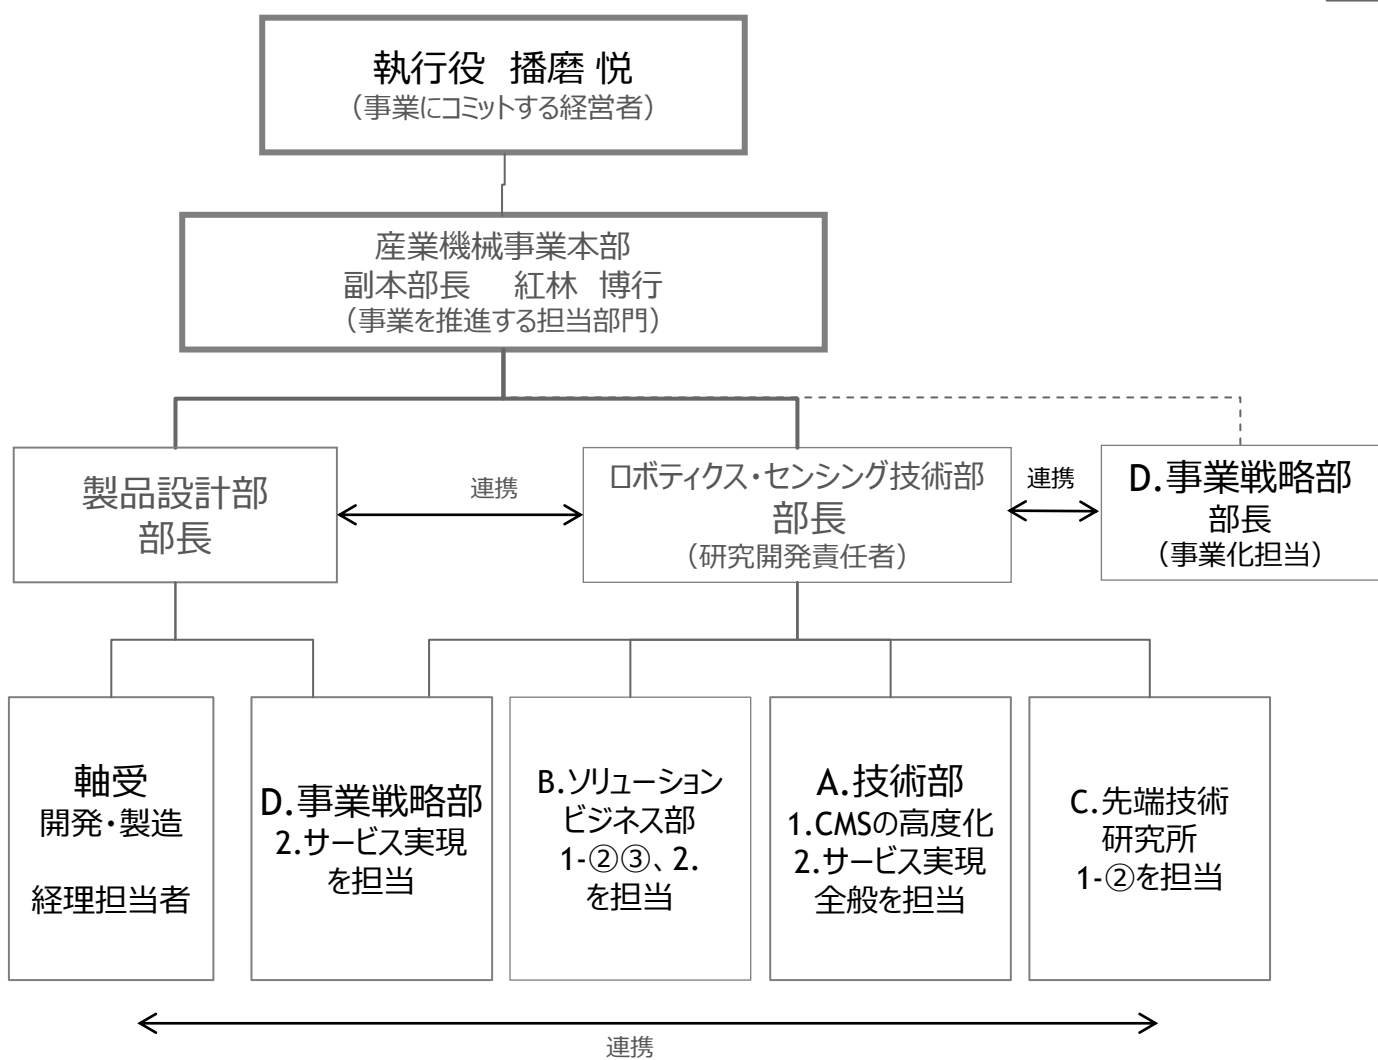 執行役 播磨 悦
（事業にコミットする経営者）
産業機械事業本部
副本部長 紅林 博行
（事業を推進する担当部門）
製品設計部
部長
連携
ロボティクス・センシング技術部
部長
（研究開発責任者）
連携
D.事業戦略部
部長
（事業化担当）
軸受
開発・製造
経理担当者
D.事業戦略部
2.サービス実現
を担当
B.ソリューション
ビジネス部
1-②③、2.
を担当
A.技術部
1.CMSの高度化
2.サービス実現
全般を担当
C.先端技術
研究所
1-②を担当
連携